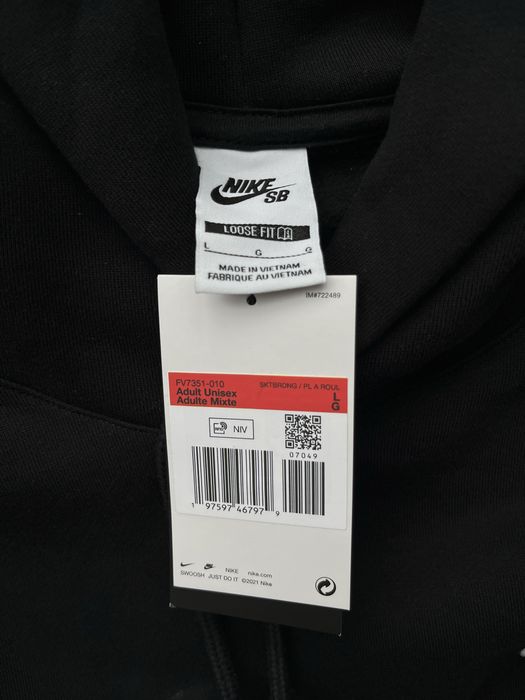 NIKE
SB
LOOSE FIT
L G G
MADE IN VIETNAM
FABRIQUÉ AU VIETNAM
IM#722489
FV7351-010 SKTBRDNG / PL A ROUL
Adult Unisex L
Adulte Mixte G
NIV
07049
1 97597 46797 9
NIKE nike.com
SWOOSH JUST DO IT ©2021 Nike